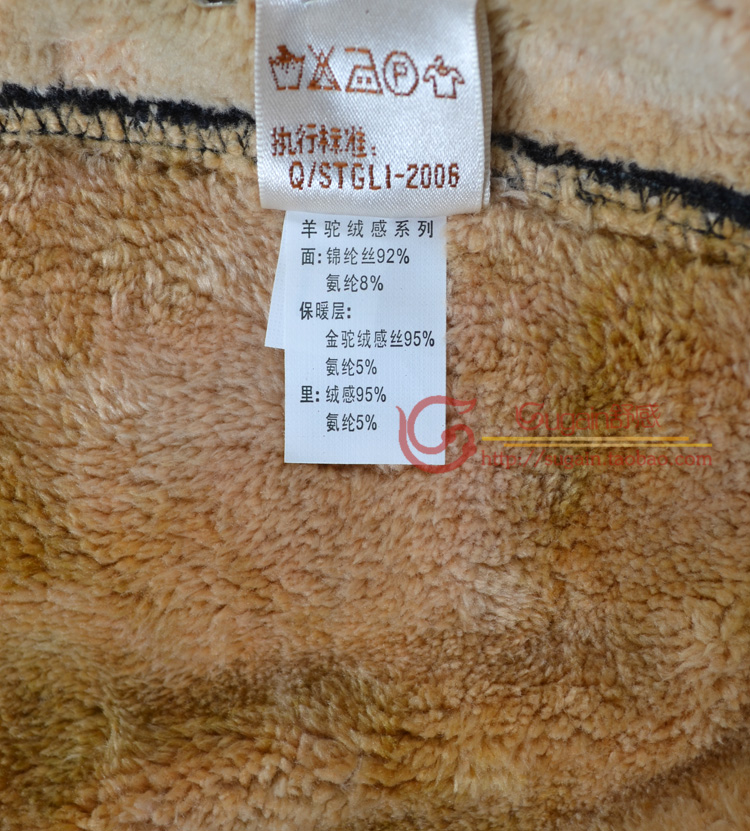 P
执行标准:
Q/STGL1-2006
羊驼绒感系列
面:锦纶丝92%
氨纶8%
保暖层:
金驼绒感丝95%
氨纶5%
里:绒感95%
氨纶5%